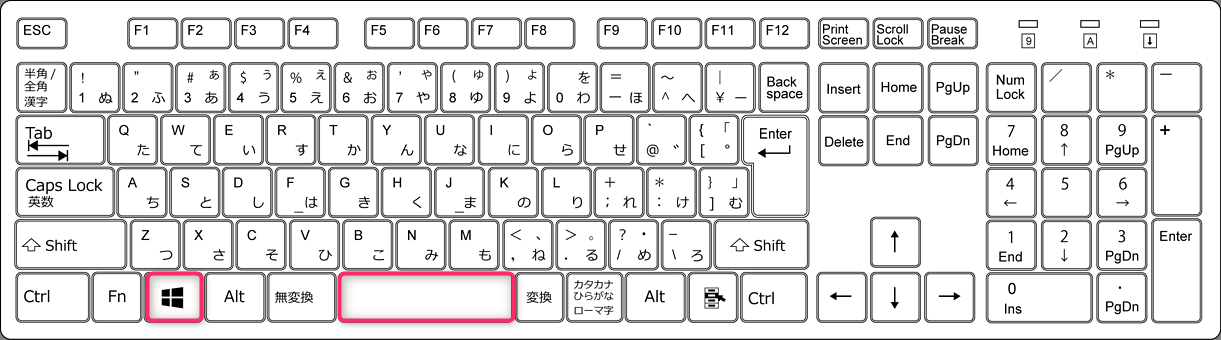 ESC F1 F2 F3 F4 F5 F6 F7 F8 F9 F10 F11 F12 Print Screen Scroll Lock Pause Break 9 A ↓
半角/ 全角 漢字 ! 1 ぬ ” 2 ふ # ぁ 3 あ $ ぅ 4 う % ぇ 5 え & ぉ 6 お ’ ゃ 7 や ( ゅ 8 ゆ ) ょ 9 よ を 0 わ = - ほ ~ ^ へ | ¥ ー Back space Insert Home PgUp Num Lock / * -
Tab Q た W て E い R す T か Y ん U な I に O ら P せ ` @ ゛ { 「 [ ゜ Enter Delete End PgDn 7 Home 8 ↑ 9 PgUp +
Caps Lock 英数 A ち S と D し F _は G き H く J _ま K の L り + ; れ * : け } 」 ] む 4 ← 5 6 →
Shift Z つ X さ C そ V ひ B こ N み M も < 、 , ね > 。 . る ? ・ / め _ \ ろ Shift ↑ 1 End 2 ↓ 3 PgDn Enter
Ctrl Fn Alt 無変換 変換 カタカナ ひらがな ローマ字 Alt Ctrl ← ↓ → 0 Ins . PgDn